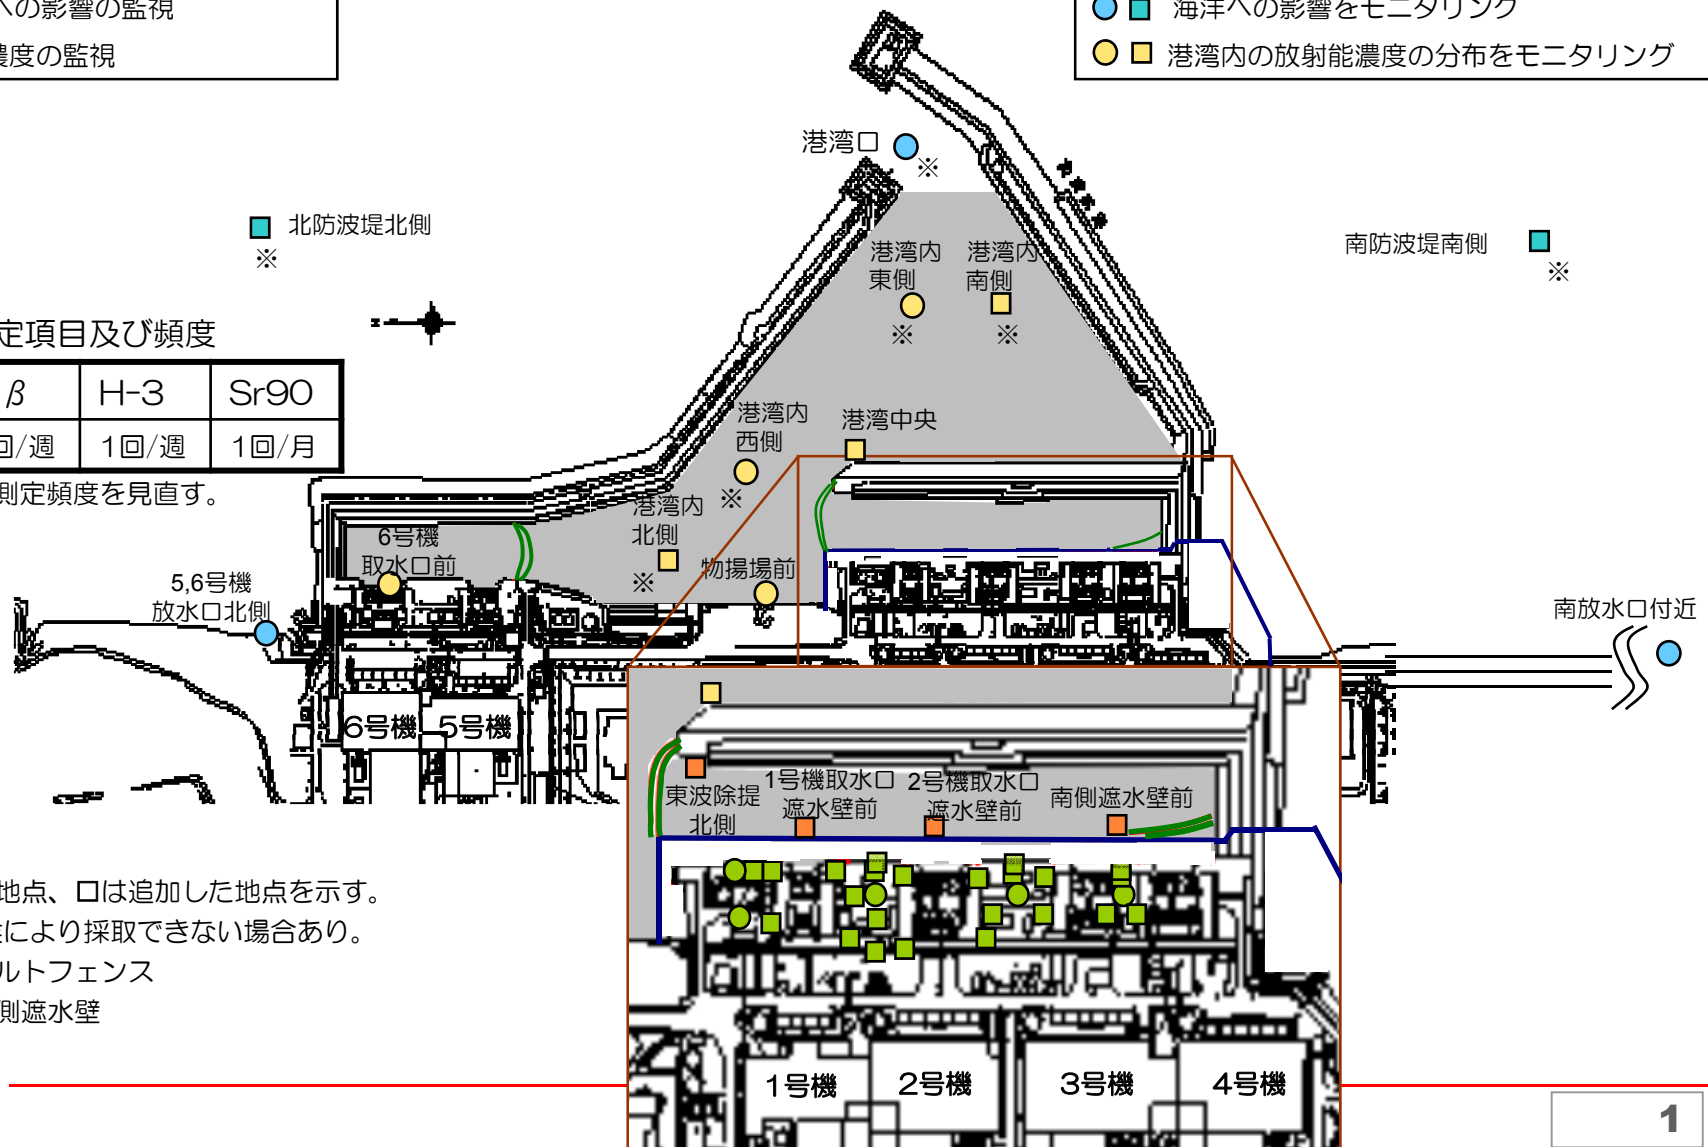 への影響の監視
濃度の監視
海洋への影響をモニタリング
港湾内の放射能濃度の分布をモニタリング
港湾口
※
北防波堤北側
※
南防波堤南側
※
港湾内
東側
※
港湾内
南側
※
定項目及び頻度
β H-3 Sr90
回/週 1回/週 1回/月
測定頻度を見直す。
港湾内
西側
※
港湾中央
港湾内
北側
※
6号機
取水口前
物揚場前
5,6号機
放水口北側
南放水口付近
6号機
5号機
東波除堤
北側
1号機取水口
遮水壁前
2号機取水口
遮水壁前
南側遮水壁前
地点、□は追加した地点を示す。
により採取できない場合あり。
ルトフェンス
側遮水壁
1号機
2号機
3号機
4号機
1